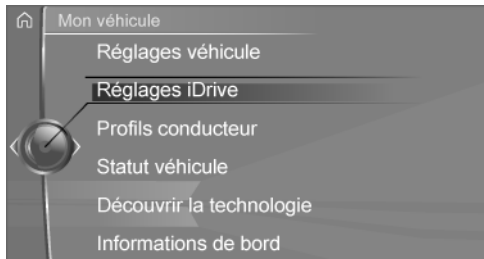 Mon véhicule
Réglages véhicule
Réglages iDrive
Profils conducteur
Statut véhicule
Découvrir la technologie
Informations de bord